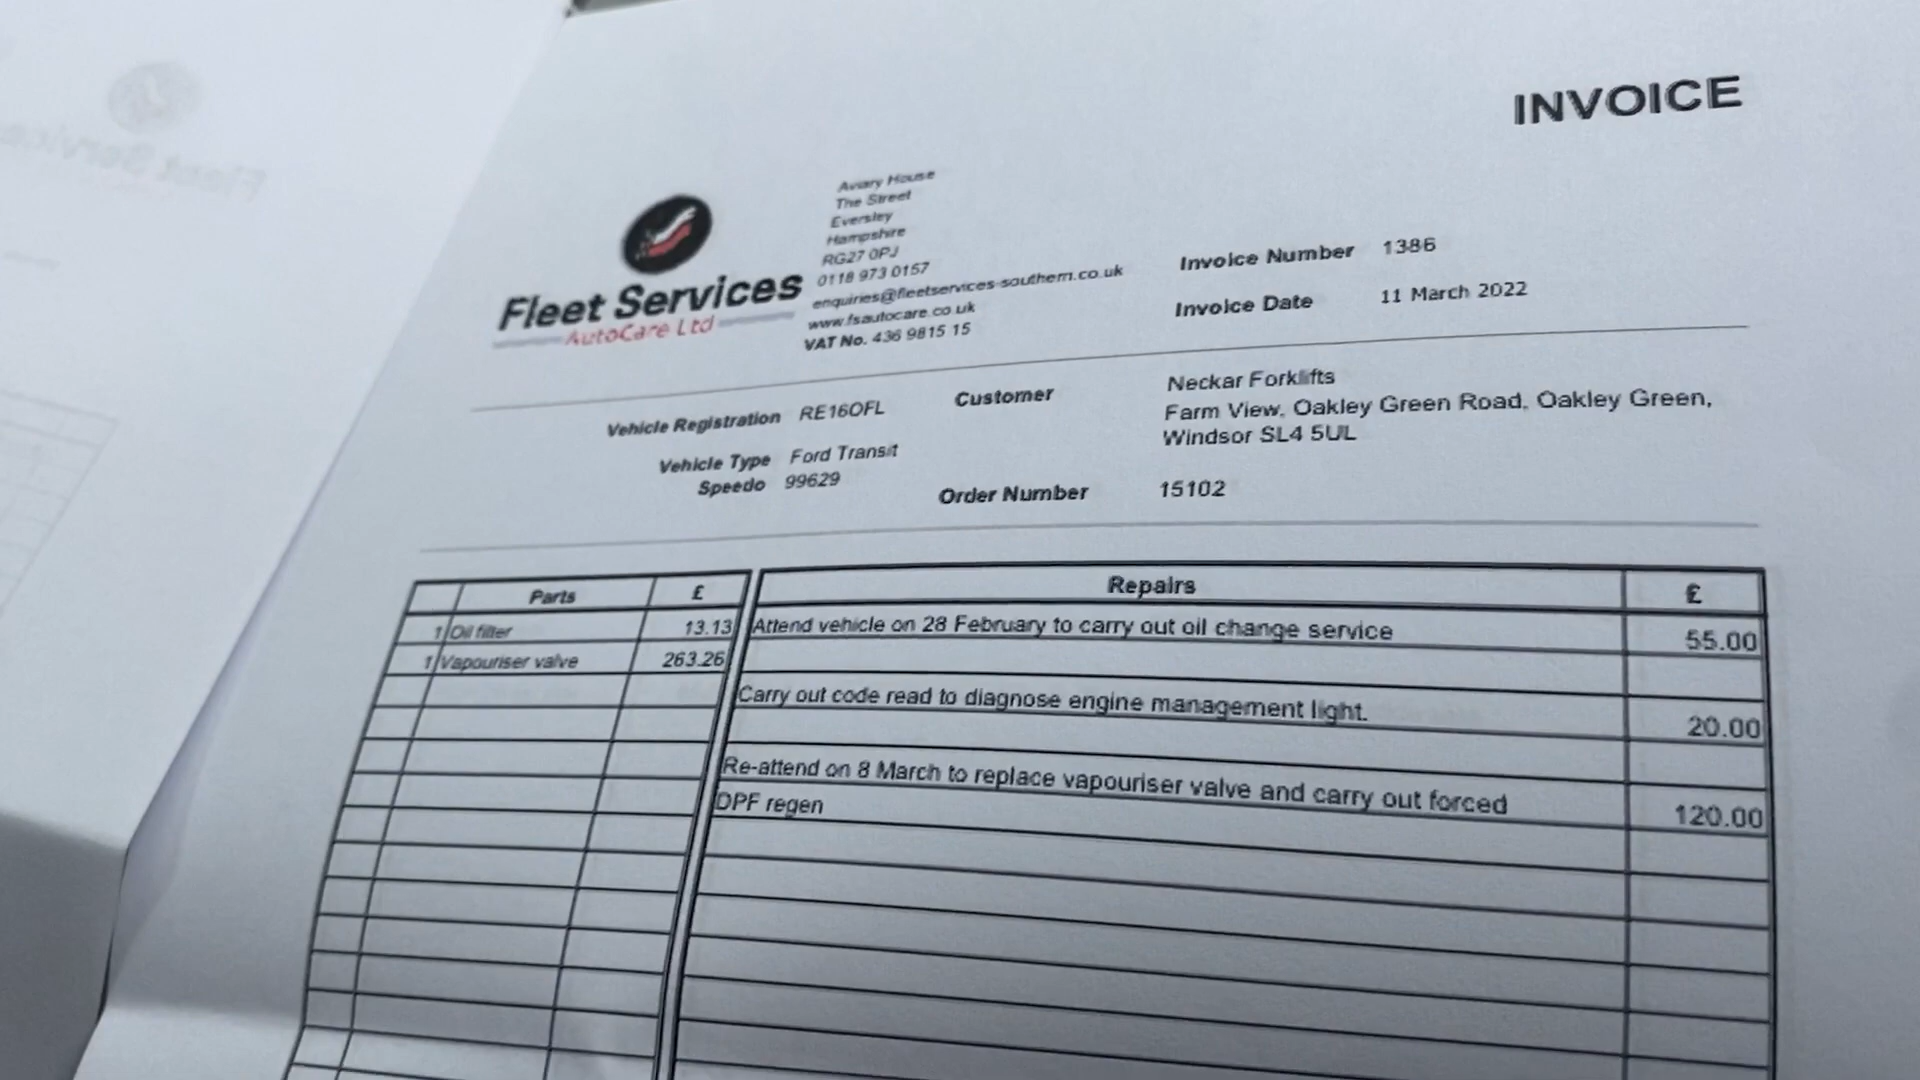 INVOICE
Fleet Services
AutoCare Ltd
Aviary House
The Street
Eversley
Hampshire
RG27 0PJ
0118 973 0157
enquiries@fleetservices-southern.co.uk
www.fsautocare.co.uk
VAT No. 436 9815 15
Invoice Number 1386
Invoice Date 11 March 2022
Vehicle Registration RE16OFL
Vehicle Type Ford Transit
Speedo 99629
Customer Neckar Forklifts
Farm View, Oakley Green Road, Oakley Green,
Windsor SL4 5UL
Order Number 15102
Parts £
1 Oil filter 13.13
1 Vapouriser valve 263.26
Repairs £
Attend vehicle on 28 February to carry out oil change service 55.00
Carry out code read to diagnose engine management light. 20.00
Re-attend on 8 March to replace vapouriser valve and carry out forced
DPF regen 120.00
Fleet Service